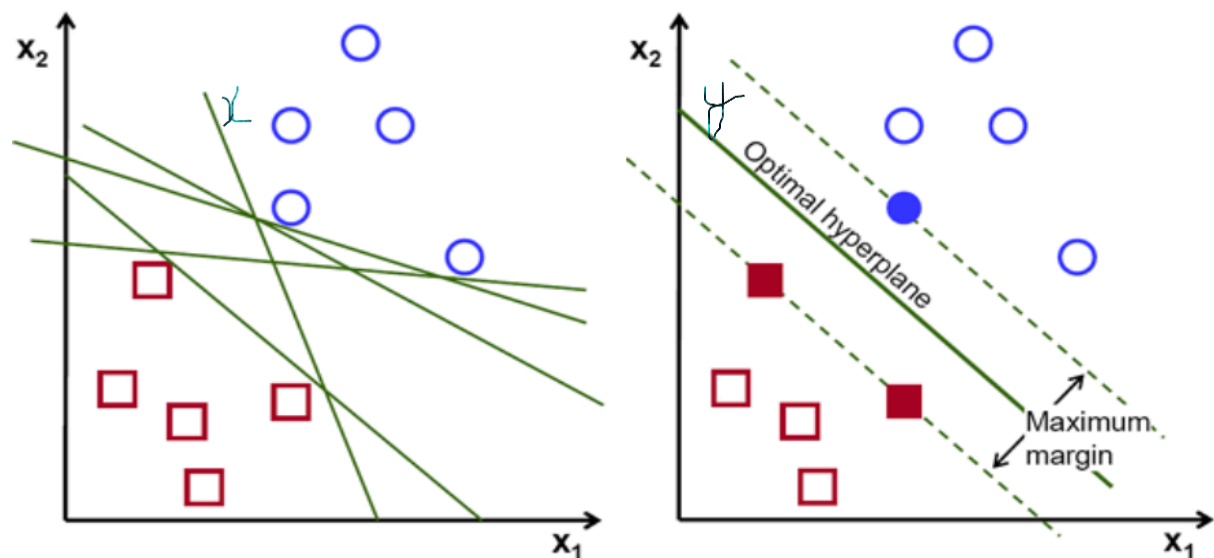 x₂
x₁
x₂
Optimal hyperplane
Maximum
margin
x₁